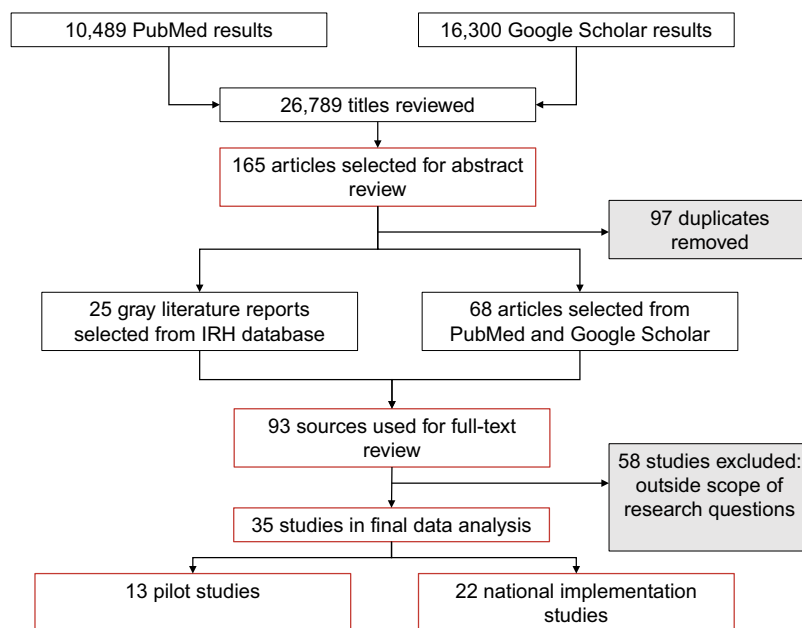 10,489 PubMed results
16,300 Google Scholar results
26,789 titles reviewed
165 articles selected for abstract
review
97 duplicates
removed
25 gray literature reports
selected from IRH database
68 articles selected from
PubMed and Google Scholar
93 sources used for full-text
review
58 studies excluded:
outside scope of
research questions
35 studies in final data analysis
13 pilot studies
22 national implementation
studies